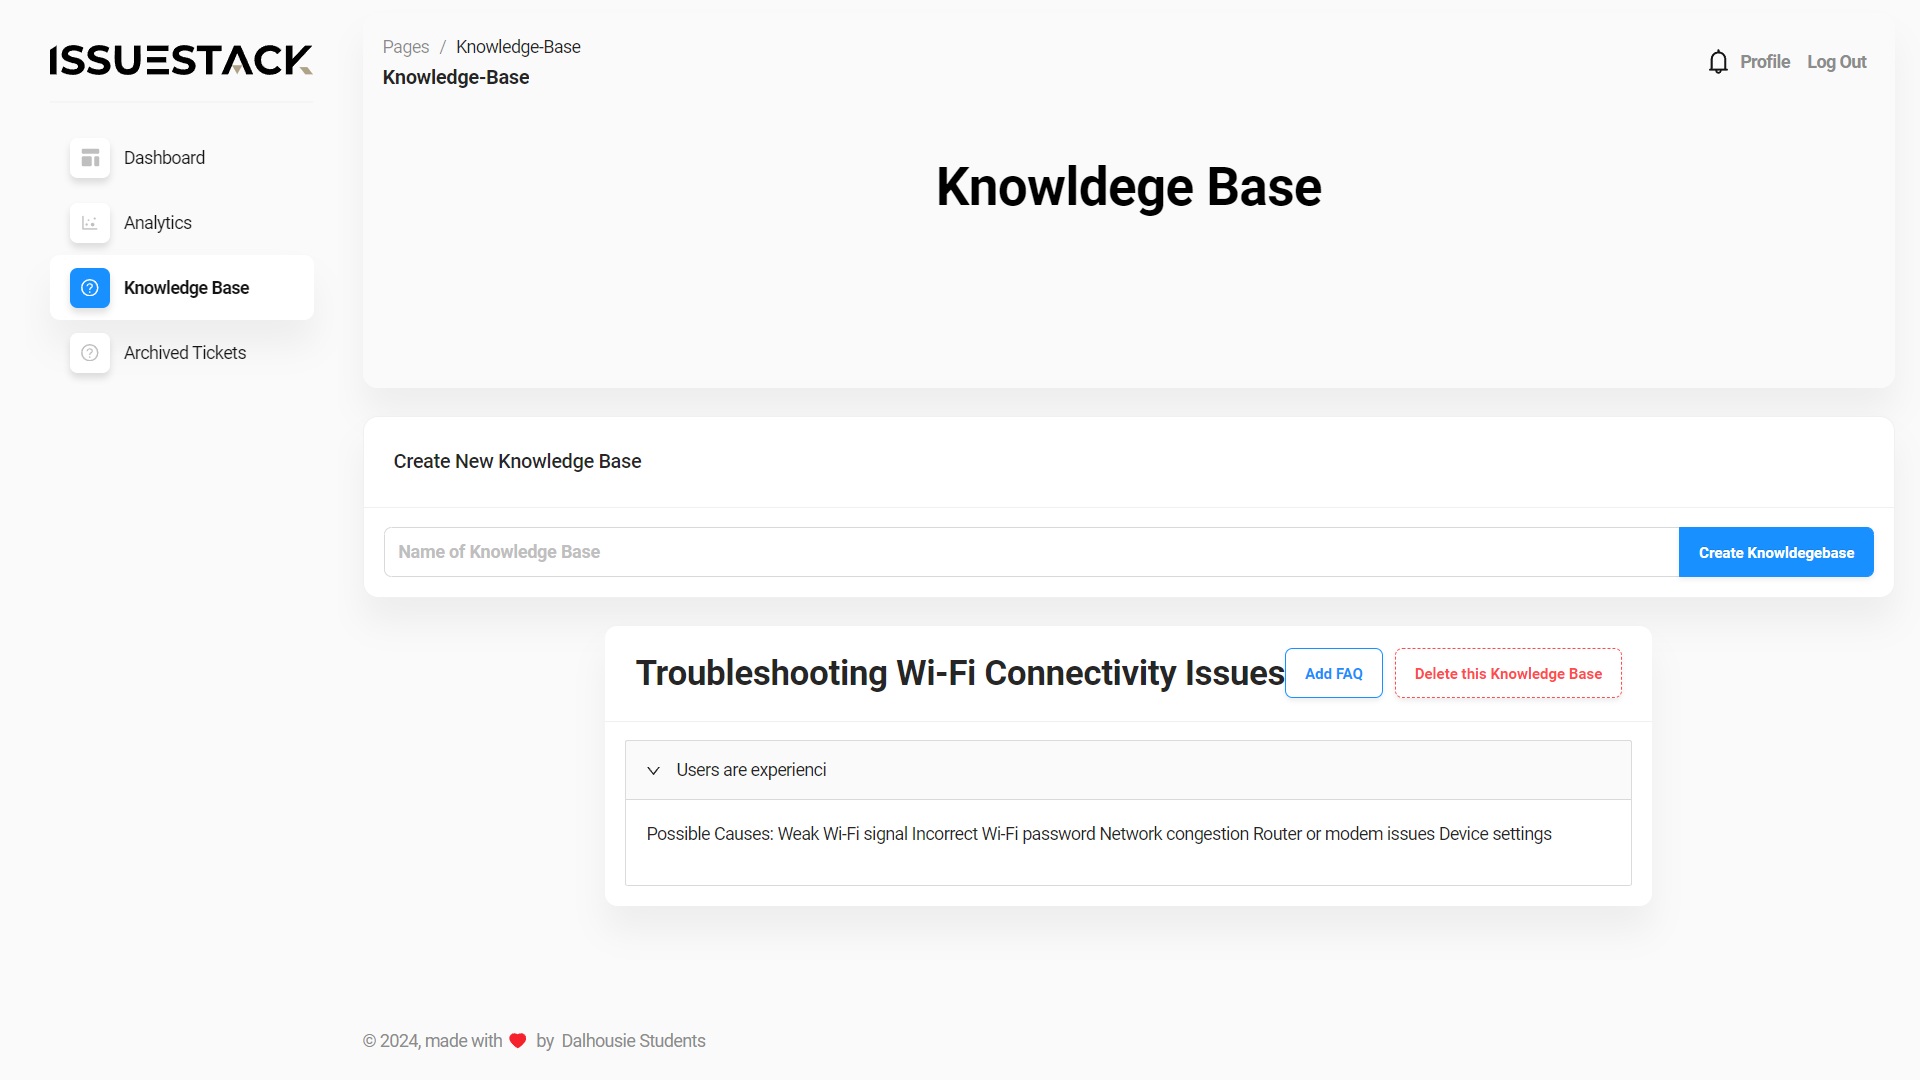 ISSUESTACK
Pages / Knowledge-Base
Knowledge-Base
Profile
Log Out
Dashboard
Analytics
Knowledge Base
Archived Tickets
Knowldege Base
Create New Knowledge Base
Name of Knowledge Base
Create Knowldegebase
Troubleshooting Wi-Fi Connectivity Issues
Add FAQ
Delete this Knowledge Base
Users are experienci
Possible Causes: Weak Wi-Fi signal Incorrect Wi-Fi password Network congestion Router or modem issues Device settings
© 2024, made with ❤ by Dalhousie Students